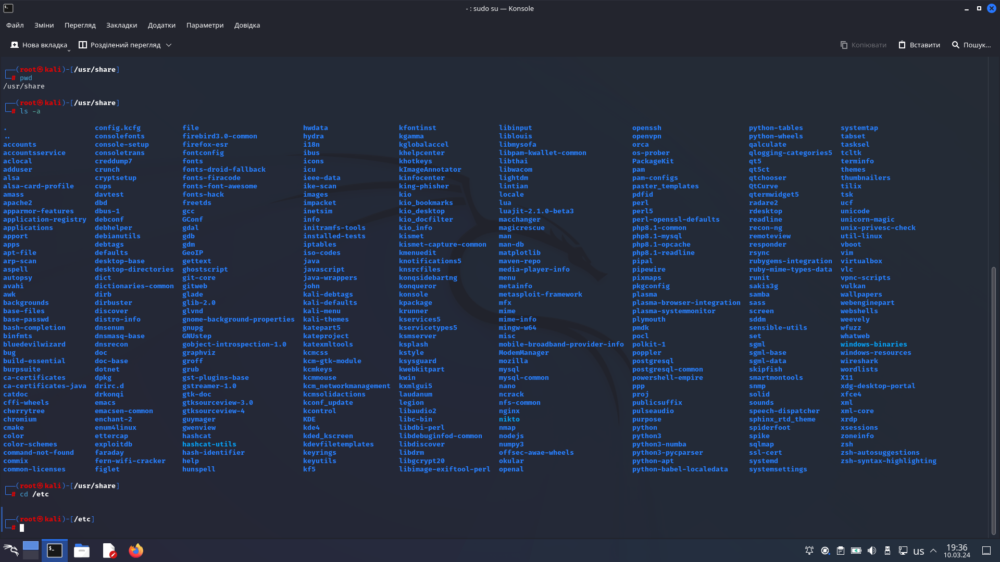 - : sudo su — Konsole
Файл Зміни Перегляд Закладки Додатки Параметри Довідка
Нова вкладка Розділений перегляд Копіювати Вставити Пошук...
┌──(root㉿kali)-[/usr/share]
└─# pwd
/usr/share
┌──(root㉿kali)-[/usr/share]
└─# ls -a
. config.kcfg file hwdata kfontinst libinput openssh python-tables systemtap
.. consolefonts firebird3.0-common hydra kgamma liblouis openvpn python-wheels tabset
accounts console-setup firefox-esr i18n kglobalaccel libmysofa orca qalculate tasksel
accountsservice consoletrans fontconfig ibus khelpcenter libpam-kwallet-common os-prober qlogging-categories5 tcltk
aclocal creddump7 fonts icons khotkeys libthai PackageKit qt5 terminfo
adduser crunch fonts-droid-fallback icu kImageAnnotator libwacom pam qt5ct themes
alsa cryptsetup fonts-firacode ieee-data kinfocenter lightdm pam-configs qtchooser thumbnailers
alsa-card-profile cups fonts-font-awesome ike-scan king-phisher lintian paster_templates QtCurve tilix
amass davtest fonts-hack images kio locale pdfid qtermwidget5 tsk
apache2 dbd freetds impacket kio_bookmarks lua perl radare2 ucf
apparmor-features dbus-1 gcc inetsim kio_desktop luajit-2.1.0-beta3 perl5 rdesktop unicode
application-registry debconf GConf info kio_docfilter macchanger perl-openssl-defaults readline unicorn-magic
applications debhelper gdal initramfs-tools kio_info magicrescue php8.1-common recon-ng unix-privesc-check
apport debianutils gdb installed-tests kismet man php8.1-mysql remoteview util-linux
apps debtags gdm iptables kismet-capture-common man-db php8.1-opcache responder vboot
apt-file defaults GeoIP iso-codes kmenuedit matplotlib php8.1-readline rsync vim
arp-scan desktop-base gettext java knotifications5 maven-repo pipal rubygems-integration virtualbox
aspell desktop-directories ghostscript javascript knsrcfiles media-player-info pipewire ruby-mime-types-data vlc
autopsy dict git-core java-wrappers konqsidebartng menu pixmaps runit vpnc-scripts
avahi dictionaries-common gitweb john konqueror metainfo pkgconfig sakis3g vulkan
awk dirb glade kali-debtags konsole metasploit-framework plasma samba wallpapers
backgrounds dirbuster glib-2.0 kali-defaults kpackage mfx plasma-browser-integration sass webenginepart
base-files discover glvnd kali-menu krunner mime plasma-systemmonitor screen webshells
base-passwd distro-info gnome-background-properties kali-themes kservices5 mime-info plymouth sddm weevely
bash-completion dnsenum gnupg katepart5 kservicetypes5 mingw-w64 pmdk sensible-utils wfuzz
binfmts dnsmasq-base GNUstep kateproject ksmserver misc pocl set whatweb
bluedevilwizard dnsrecon gobject-introspection-1.0 katexmltools ksplash mobile-broadband-provider-info polkit-1 sgml windows-binaries
bug doc graphviz kcmcss kstyle ModemManager poppler sgml-base windows-resources
build-essential doc-base groff kcm-gtk-module ksysguard mozilla postgresql sgml-data wireshark
burpsuite dotnet grub kcmkeys kwebkitpart mysql postgresql-common skipfish wordlists
ca-certificates dpkg gst-plugins-base kcmmouse kwin mysql-common powershell-empire smartmontools X11
ca-certificates-java drirc.d gstreamer-1.0 kcm_networkmanagement kxmlgui5 nano ppp snmp xdg-desktop-portal
catdoc drkonqi gtk-doc kcmsolidactions laudanum ncrack proj solid xfce4
cffi-wheels emacs gtksourceview-3.0 kconf_update legion nfs-common publicsuffix sounds xml
cherrytree emacsen-common gtksourceview-4 kcontrol libaudio2 nginx pulseaudio speech-dispatcher xml-core
chromium enchant-2 guymager KDE libc-bin nikto purpose sphinx_rtd_theme xrdp
cmake enum4linux gwenview kde4 libdbi-perl nmap python spiderfoot xsessions
color ettercap hashcat kded_kscreen libdebuginfod-common nodejs python3 spike zoneinfo
color-schemes exploitdb hashcat-utils kdevfiletemplates libdiscover numpy3 python3-numba sqlmap zsh
command-not-found faraday hash-identifier keyrings libdrm offsec-awae-wheels python3-pycparser ssl-cert zsh-autosuggestions
commix fern-wifi-cracker help keyutils libgcrypt20 okular python-apt systemd zsh-syntax-highlighting
common-licenses figlet hunspell kf5 libimage-exiftool-perl openal python-babel-localedata systemsettings
┌──(root㉿kali)-[/usr/share]
└─# cd /etc
┌──(root㉿kali)-[/etc]
└─#
us 19:36
10.03.24